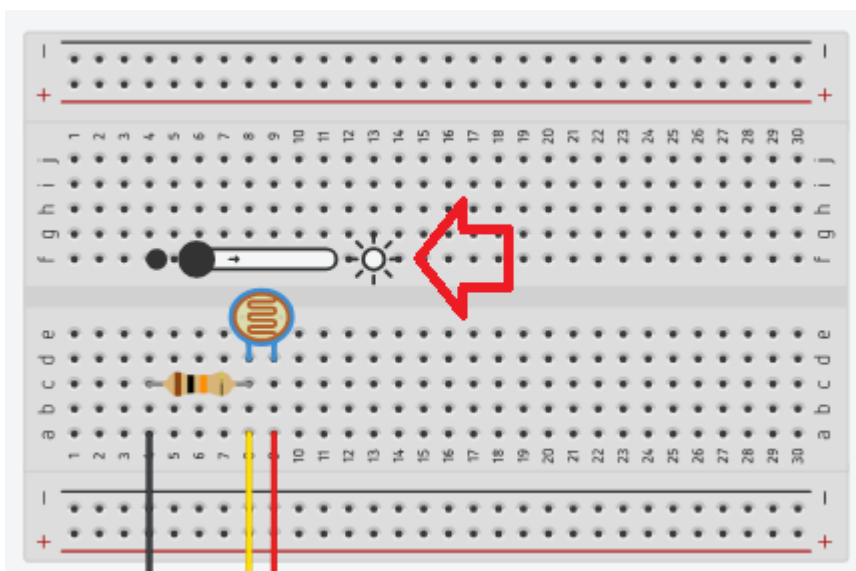 − −
+ +
1 2 3 4 5 6 7 8 9 10 11 12 13 14 15 16 17 18 19 20 21 22 23 24 25 26 27 28 29 30
j j
i i
h h
g g
f f
e e
d d
c c
b b
a a
1 2 3 5 6 7 10 11 12 13 14 15 16 17 18 19 20 21 22 23 24 25 26 27 28 29 30
− −
+ +